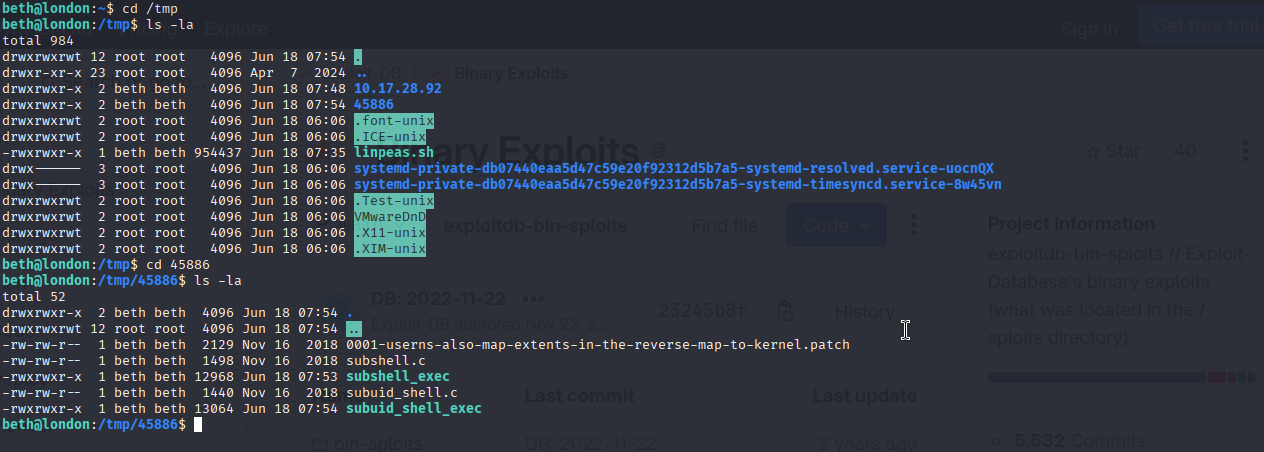 beth@london:~$ cd /tmp
beth@london:/tmp$ ls -la
total 984
drwxrwxrwt 12 root root   4096 Jun 18 07:54 .
drwxr-xr-x 23 root root   4096 Apr  7  2024 ..
drwxrwxr-x  2 beth beth   4096 Jun 18 07:48 10.17.28.92
drwxrwxr-x  2 beth beth   4096 Jun 18 07:54 45886
drwxrwxrwt  2 root root   4096 Jun 18 06:06 .font-unix
drwxrwxrwt  2 root root   4096 Jun 18 06:06 .ICE-unix
-rwxrwxr-x  1 beth beth 954437 Jun 18 07:35 linpeas.sh
drwx------  3 root root   4096 Jun 18 06:06 systemd-private-db07440eaa5d47c59e20f92312d5b7a5-systemd-resolved.service-uocnQX
drwx------  3 root root   4096 Jun 18 06:06 systemd-private-db07440eaa5d47c59e20f92312d5b7a5-systemd-timesyncd.service-8w45vn
drwxrwxrwt  2 root root   4096 Jun 18 06:06 .Test-unix
drwxrwxrwt  2 root root   4096 Jun 18 06:06 VMwareDnD
drwxrwxrwt  2 root root   4096 Jun 18 06:06 .X11-unix
drwxrwxrwt  2 root root   4096 Jun 18 06:06 .XIM-unix
beth@london:/tmp$ cd 45886
beth@london:/tmp/45886$ ls -la
total 52
drwxrwxr-x  2 beth beth  4096 Jun 18 07:54 .
drwxrwxrwt 12 root root  4096 Jun 18 07:54 ..
-rw-rw-r--  1 beth beth  2129 Nov 16  2018 0001-userns-also-map-extents-in-the-reverse-map-to-kernel.patch
-rw-rw-r--  1 beth beth  1498 Nov 16  2018 subshell.c
-rwxrwxr-x  1 beth beth 12968 Jun 18 07:53 subshell_exec
-rw-rw-r--  1 beth beth  1440 Nov 16  2018 subuid_shell.c
-rwxrwxr-x  1 beth beth 13064 Jun 18 07:54 subuid_shell_exec
beth@london:/tmp/45886$
Explore
Sign in
Get free trial
Binary Exploits
Exploits
Star
40
exploitdb-bin-sploits
Find file
Code
Project information
exploitdb-bin-sploits // Exploit-
Database's binary exploits
(what was located in the /
sploits directory)
DB: 2022-11-22
Exploit-DB authored Nov 22, 2...
23245b8f
History
Last commit
Last update
bin-sploits
DB: 2022-11-22
2 years ago
5,532 Commits